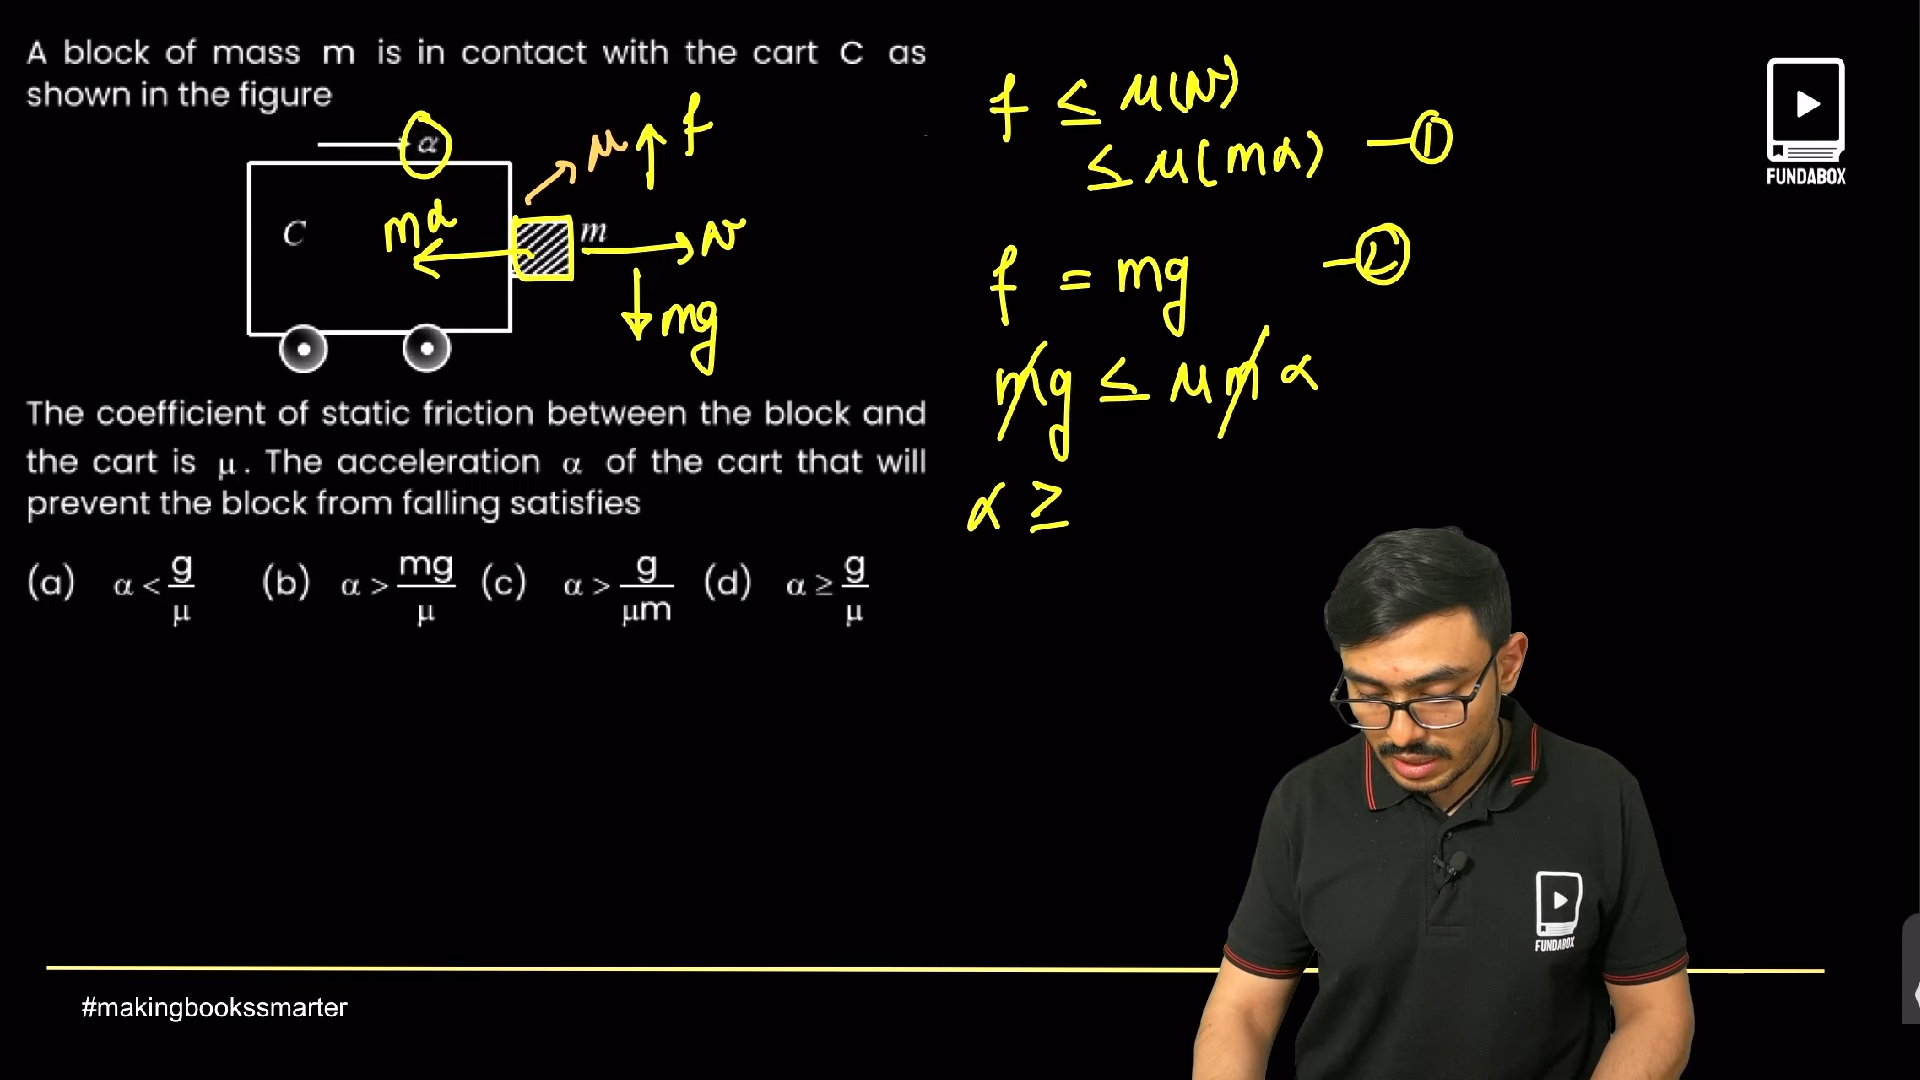 A block of mass m is in contact with the cart C as
shown in the figure
α
μ
f
C
mα
m
N
mg
The coefficient of static friction between the block and
the cart is μ. The acceleration α of the cart that will
prevent the block from falling satisfies
(a) α < g/μ (b) α > mg/μ (c) α > g/μm (d) α ≥ g/μ
f ≤ μ(N)
≤ μ(mα) —①
f = mg —②
mg ≤ μmα
α ≥
FUNDABOX
FUNDABOX
#makingbookssmarter